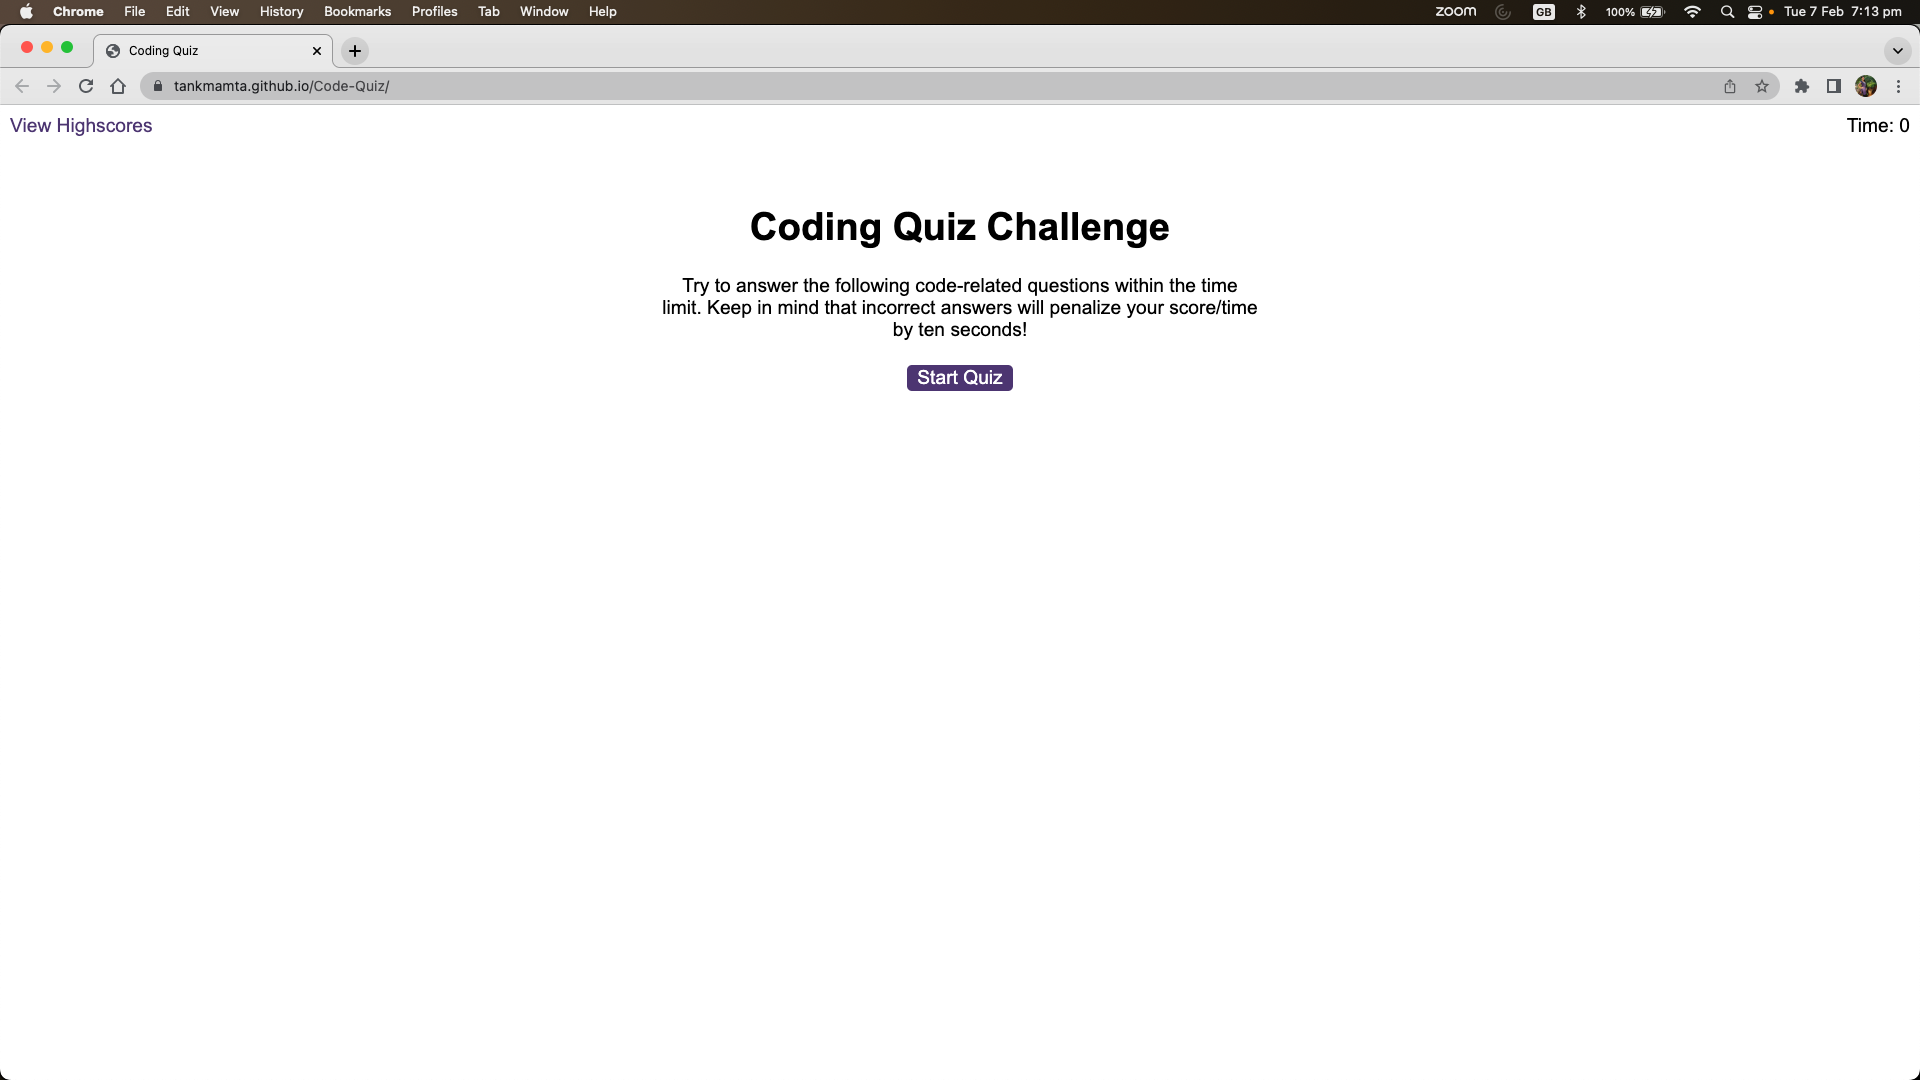 Chrome File Edit View History Bookmarks Profiles Tab Window Help zoom GB 100% Tue 7 Feb 7:13 pm
Coding Quiz
tankmamta.github.io/Code-Quiz/
View Highscores Time: 0
Coding Quiz Challenge
Try to answer the following code-related questions within the time
limit. Keep in mind that incorrect answers will penalize your score/time
by ten seconds!
Start Quiz